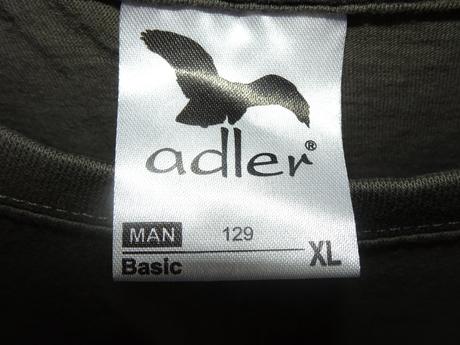 adler®
MAN 129
Basic XL